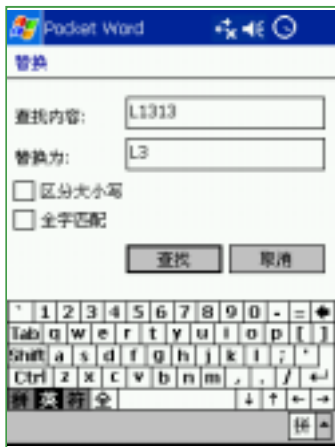 Pocket Word
替换
查找内容: L1313
替换为: L3
区分大小写
全字匹配
查找 取消
` 1 2 3 4 5 6 7 8 9 0 - =
Tab q w e r t y u i o p [ ]
Shift a s d f g h j k l ; '
Ctrl z x c v b n m , . /
拼 英 符 全
拼